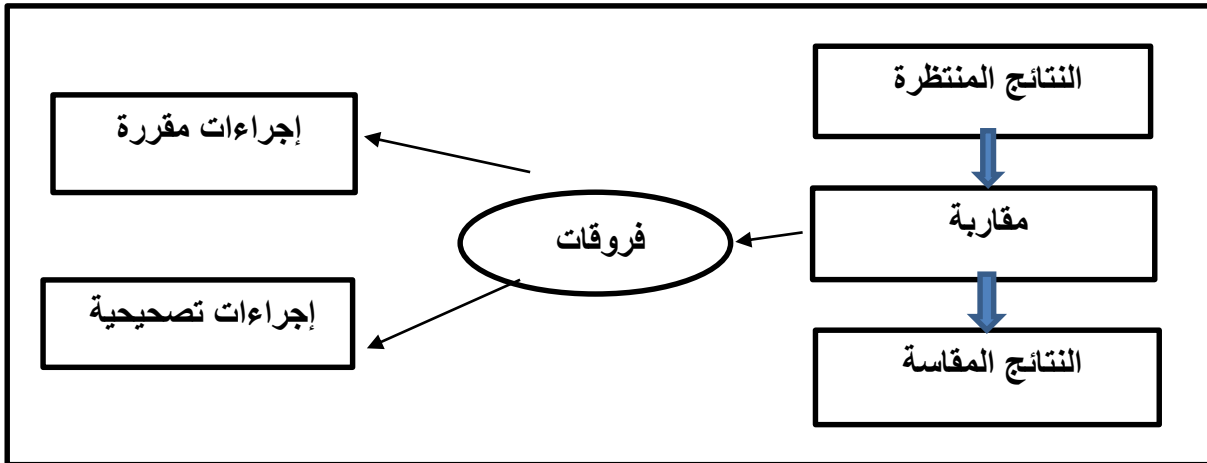 النتائج المنتظرة
إجراءات مقررة
مقاربة
فروقات
إجراءات تصحيحية
النتائج المقاسة